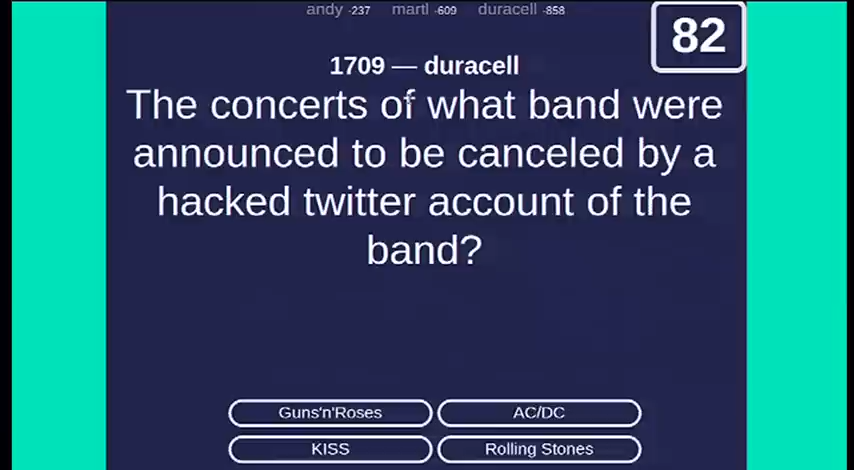 andy -237 martl -609 duracell -858
82
1709 — duracell
The concerts of what band were
announced to be canceled by a
hacked twitter account of the
band?
Guns'n'Roses AC/DC
KISS Rolling Stones